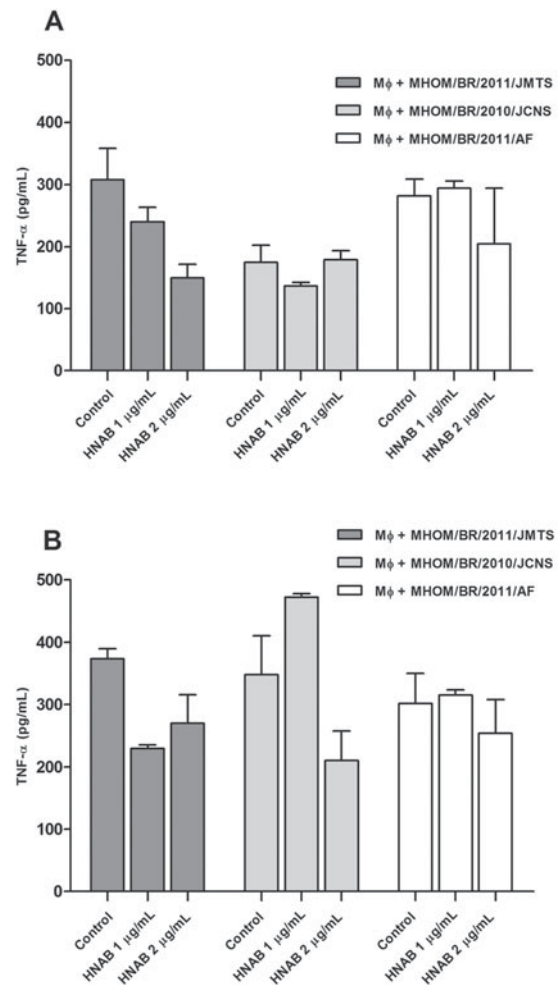 A
500
400
300
200
100
0
TNF-α (pg/mL)
Mϕ + MHOM/BR/2011/JMTS
Mϕ + MHOM/BR/2010/JCNS
Mϕ + MHOM/BR/2011/AF
Control
HNAB 1 μg/mL
HNAB 2 μg/mL
Control
HNAB 1 μg/mL
HNAB 2 μg/mL
Control
HNAB 1 μg/mL
HNAB 2 μg/mL
B
500
400
300
200
100
0
TNF-α (pg/mL)
Mϕ + MHOM/BR/2011/JMTS
Mϕ + MHOM/BR/2010/JCNS
Mϕ + MHOM/BR/2011/AF
Control
HNAB 1 μg/mL
HNAB 2 μg/mL
Control
HNAB 1 μg/mL
HNAB 2 μg/mL
Control
HNAB 1 μg/mL
HNAB 2 μg/mL